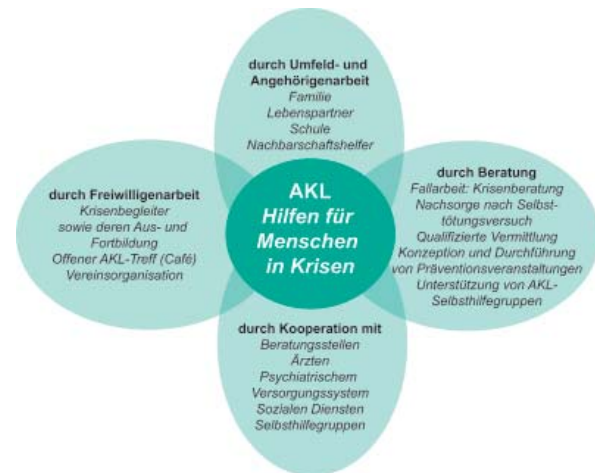 durch Umfeld- und
Angehörigenarbeit
Familie
Lebenspartner
Schule
Nachbarschaftshelfer
durch Freiwilligenarbeit
Krisenbegleiter
sowie deren Aus- und
Fortbildung
Offener AKL-Treff (Café)
Vereinsorganisation
AKL
Hilfen für
Menschen
in Krisen
durch Beratung
Fallarbeit: Krisenberatung
Nachsorge nach Selbst-
tötungsversuch
Qualifizierte Vermittlung
Konzeption und Durchführung
von Präventionsveranstaltungen
Unterstützung von AKL-
Selbsthilfegruppen
durch Kooperation mit
Beratungsstellen
Ärzten
Psychiatrischem
Versorgungssystem
Sozialen Diensten
Selbsthilfegruppen